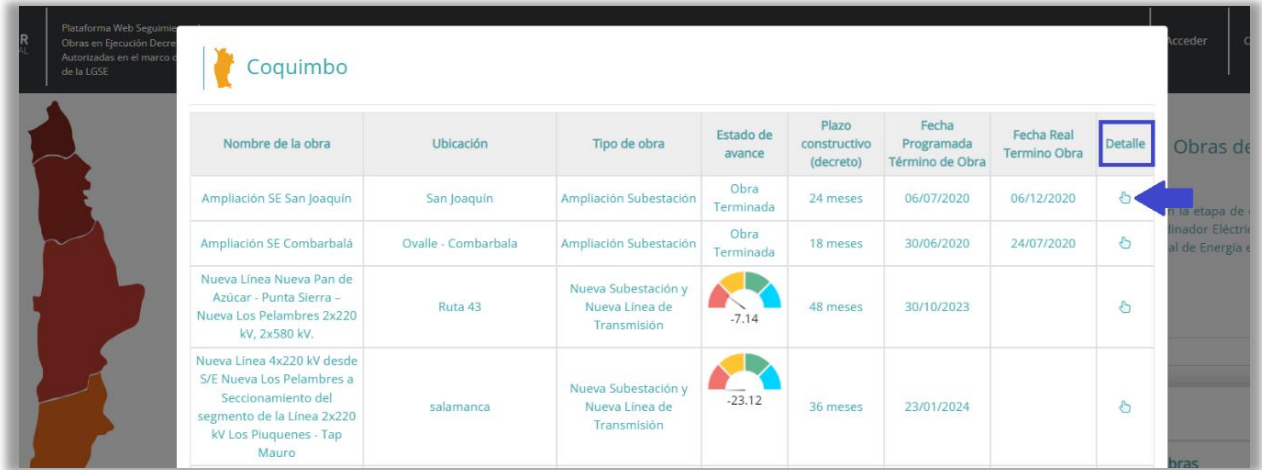 Plataforma Web Seguimie
Obras en Ejecución Decre
Autorizadas en el marco d
de la LGSE
R
AL
Acceder
Coquimbo
Nombre de la obra
Ubicación
Tipo de obra
Estado de
avance
Plazo
constructivo
(decreto)
Fecha
Programada
Término de Obra
Fecha Real
Termino Obra
Detalle
Ampliación SE San Joaquín
San Joaquín
Ampliación Subestación
Obra
Terminada
24 meses
06/07/2020
06/12/2020
Ampliación SE Combarbalá
Ovalle - Combarbala
Ampliación Subestación
Obra
Terminada
18 meses
30/06/2020
24/07/2020
Nueva Línea Nueva Pan de
Azúcar - Punta Sierra –
Nueva Los Pelambres 2x220
kV, 2x580 kV.
Ruta 43
Nueva Subestación y
Nueva Línea de
Transmisión
-7.14
48 meses
30/10/2023
Nueva Línea 4x220 kV desde
S/E Nueva Los Pelambres a
Seccionamiento del
segmento de la Línea 2x220
kV Los Piuquenes - Tap
Mauro
salamanca
Nueva Subestación y
Nueva Línea de
Transmisión
-23.12
36 meses
23/01/2024
Obras de
n la etapa de
dinador Eléctri
al de Energía e
bras